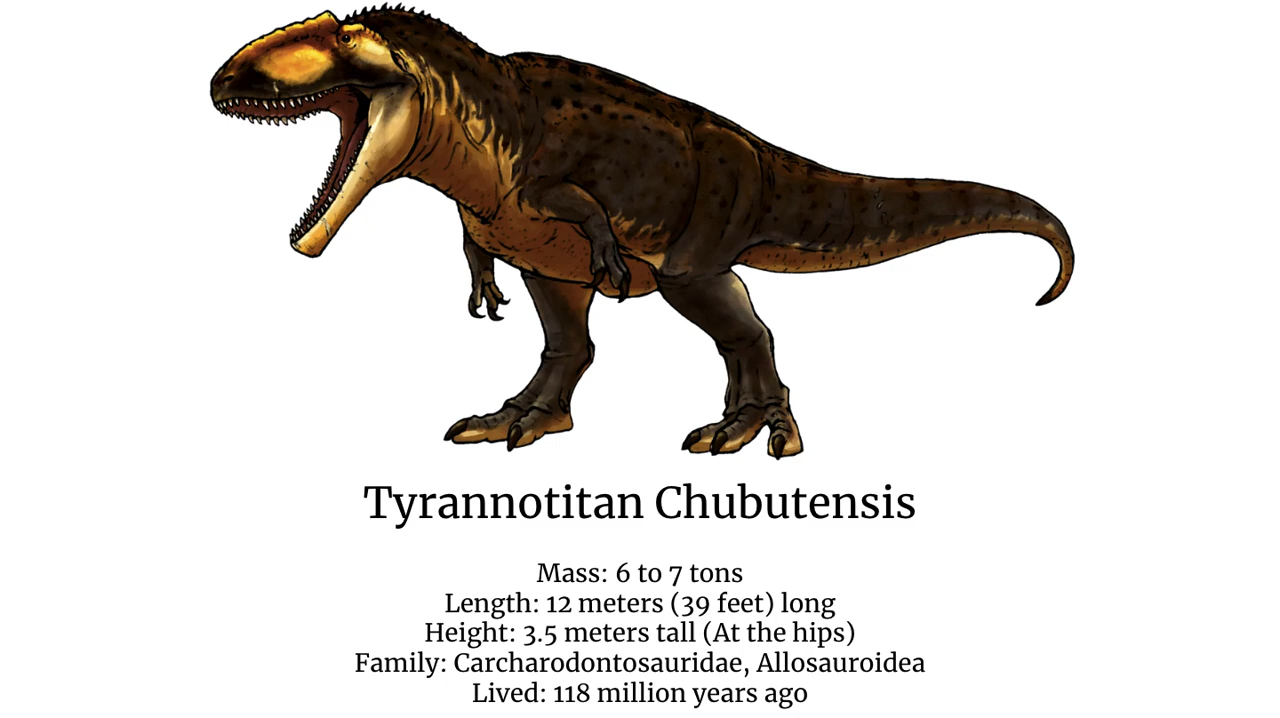 Tyrannotitan Chubutensis
Mass: 6 to 7 tons
Length: 12 meters (39 feet) long
Height: 3.5 meters tall (At the hips)
Family: Carcharodontosauridae, Allosauroidea
Lived: 118 million years ago